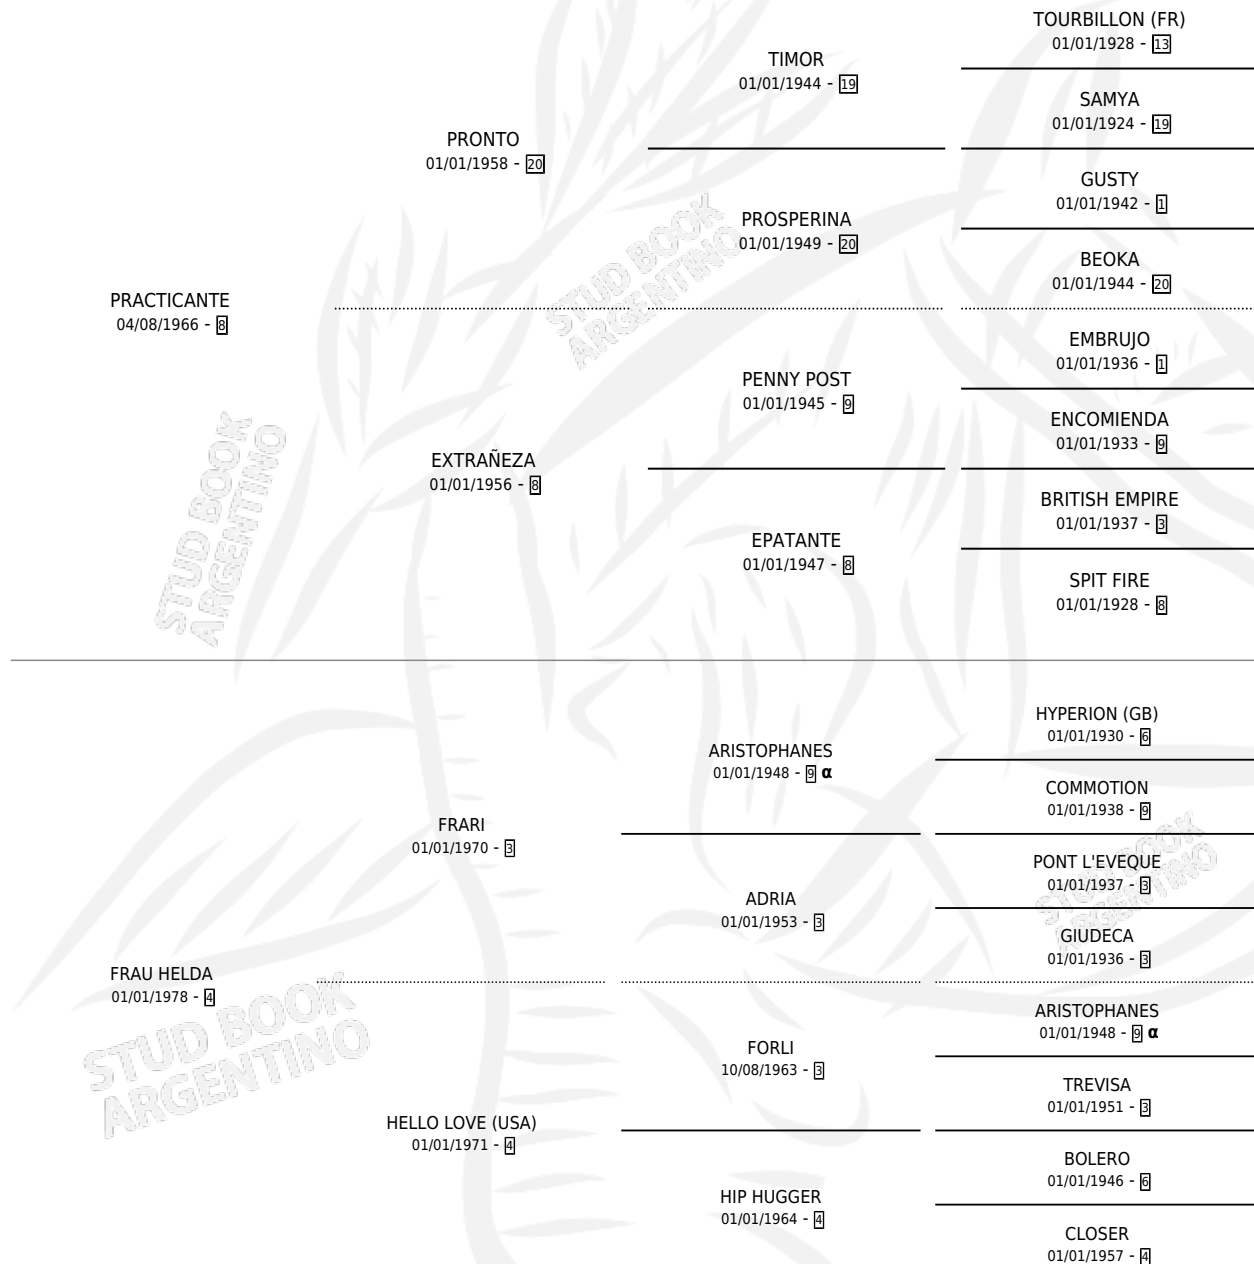 TOURBILLON (FR)
01/01/1928 - 13
TIMOR
01/01/1944 - 19
SAMYA
01/01/1924 - 19
PRONTO
01/01/1958 - 20
GUSTY
01/01/1942 - 1
PROSPERINA
01/01/1949 - 20
BEOKA
01/01/1944 - 20
PRACTICANTE
04/08/1966 - 8
EMBRUJO
01/01/1936 - 1
PENNY POST
01/01/1945 - 9
ENCOMIENDA
01/01/1933 - 9
EXTRAÑEZA
01/01/1956 - 8
BRITISH EMPIRE
01/01/1937 - 3
EPATANTE
01/01/1947 - 8
SPIT FIRE
01/01/1928 - 8
HYPERION (GB)
01/01/1930 - 6
ARISTOPHANES
01/01/1948 - 9 α
COMMOTION
01/01/1938 - 9
FRARI
01/01/1970 - 3
PONT L'EVEQUE
01/01/1937 - 3
ADRIA
01/01/1953 - 3
GIUDECA
01/01/1936 - 3
FRAU HELDA
01/01/1978 - 4
ARISTOPHANES
01/01/1948 - 9 α
FORLI
10/08/1963 - 3
TREVISA
01/01/1951 - 3
HELLO LOVE (USA)
01/01/1971 - 4
BOLERO
01/01/1946 - 6
HIP HUGGER
01/01/1964 - 4
CLOSER
01/01/1957 - 4
STUD BOOK
ARGENTINO
STUD BOOK
ARGENTINO
STUD BOOK
ARGENTINO
STUD BOOK
ARGENTINO